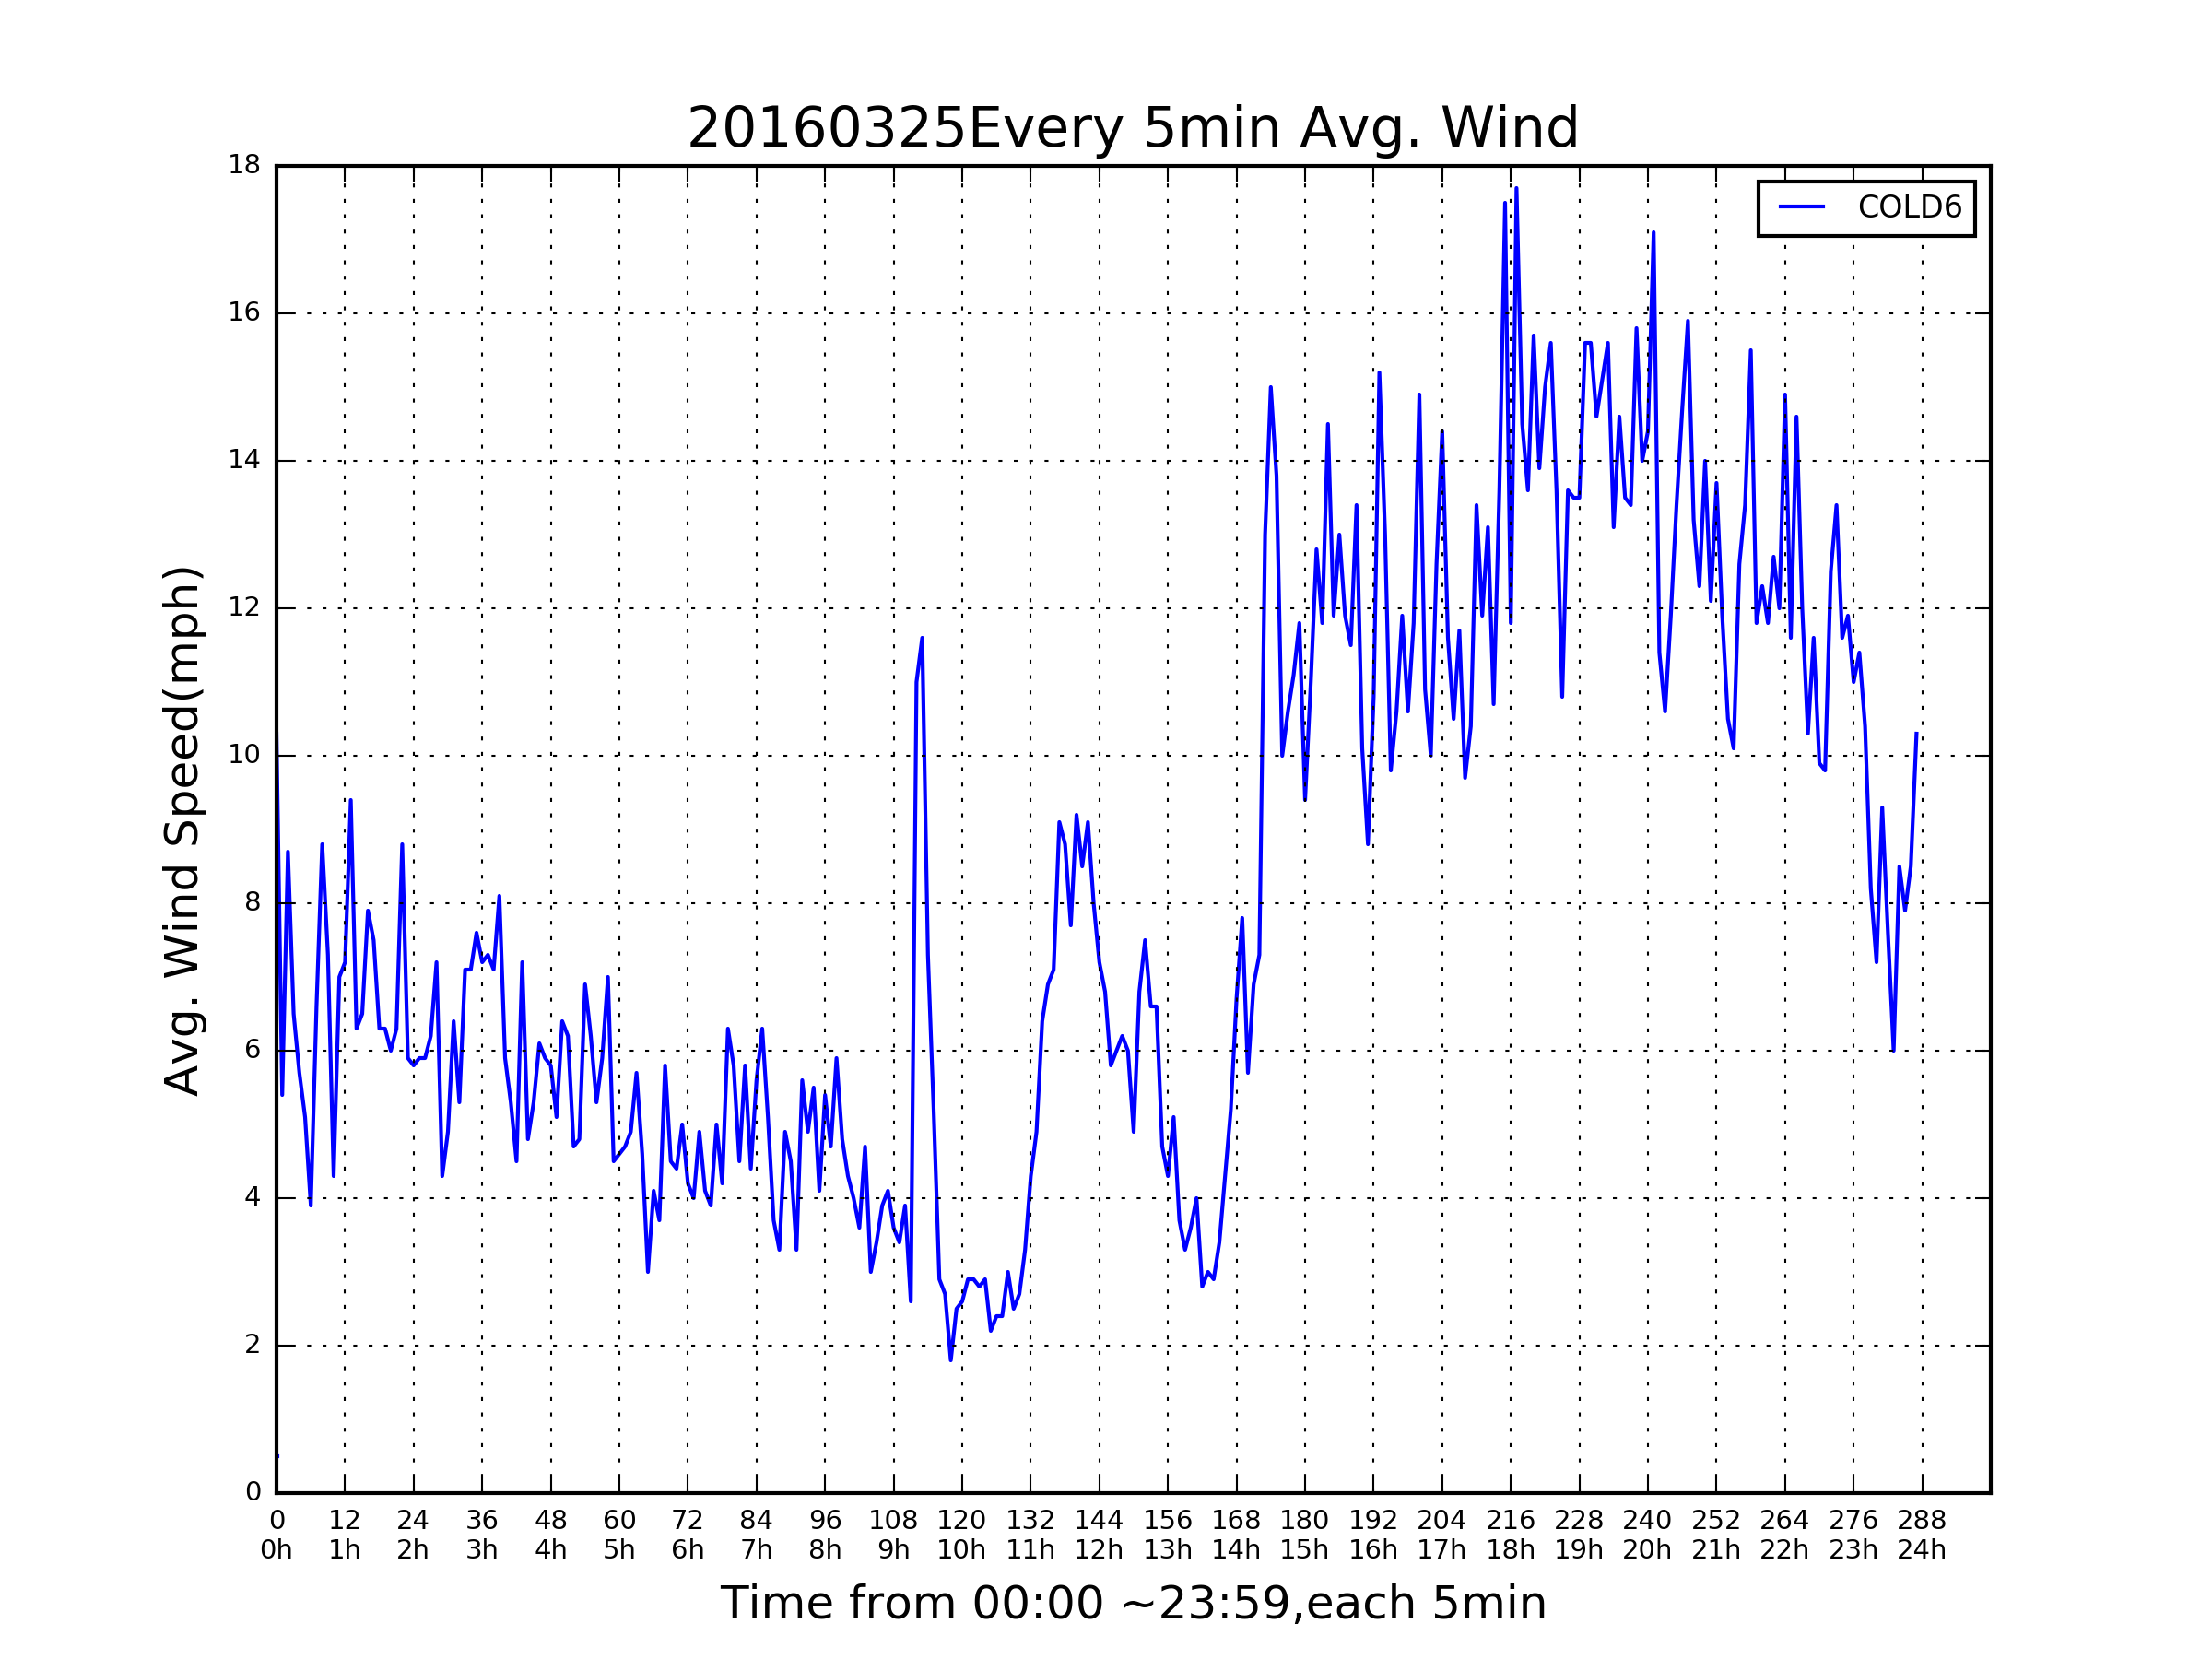 20160325Every 5min Avg. Wind
COLD6
Avg. Wind Speed(mph)
18
16
14
12
10
8
6
4
2
0
0 12 24 36 48 60 72 84 96 108 120 132 144 156 168 180 192 204 216 228 240 252 264 276 288
0h 1h 2h 3h 4h 5h 6h 7h 8h 9h 10h 11h 12h 13h 14h 15h 16h 17h 18h 19h 20h 21h 22h 23h 24h
Time from 00:00 ~23:59,each 5min